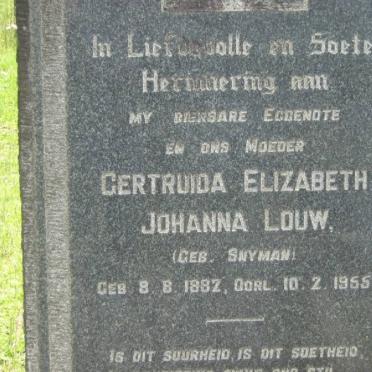 In Liefdevolle en Soete
Herinnering aan
MY DIERBARE EGGENOTE
EN ONS MOEDER
GERTRUIDA ELIZABETH
JOHANNA LOUW,
(GEB. SNYMAN)
GEB 8. 8. 1882, OORL. 10. 2. 1955
IS DIT SUURHEID, IS DIT SOETHEID,